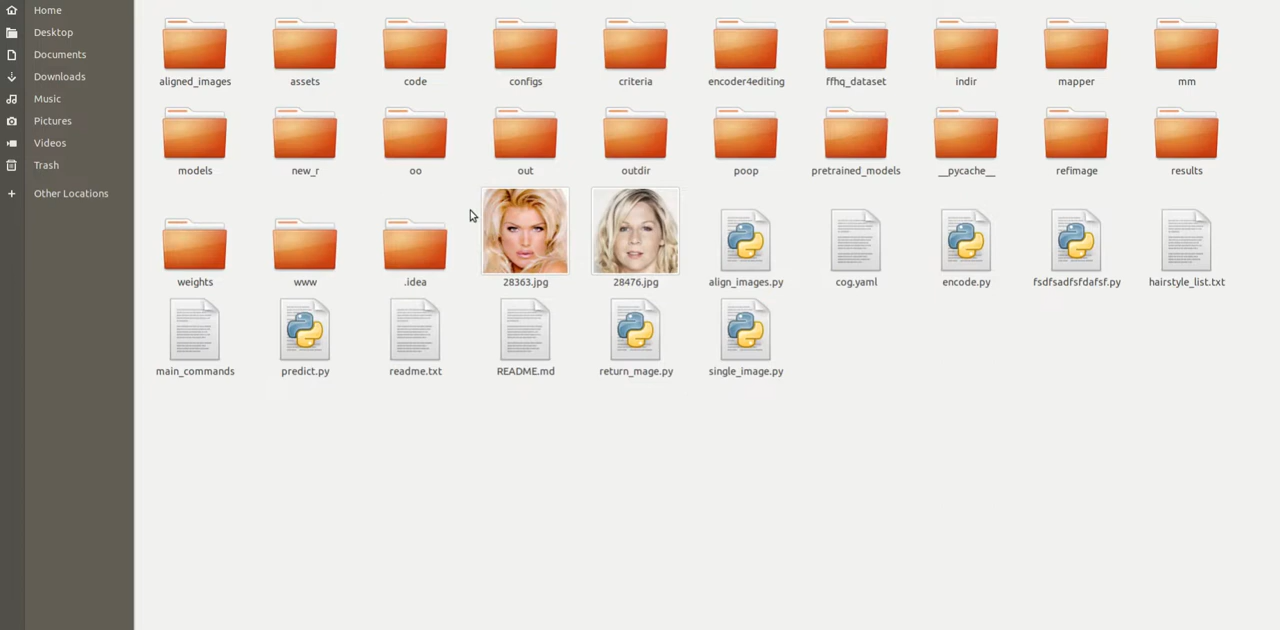 Home
Desktop
Documents
Downloads
Music
Pictures
Videos
Trash
Other Locations
aligned_images assets code configs criteria encoder4editing ffhq_dataset indir mapper mm
models new_r oo out outdir poop pretrained_models __pycache__ refimage results
weights www .idea 28363.jpg 28476.jpg align_images.py cog.yaml encode.py fsdfsadfsfdafsf.py hairstyle_list.txt
main_commands predict.py readme.txt README.md return_mage.py single_image.py